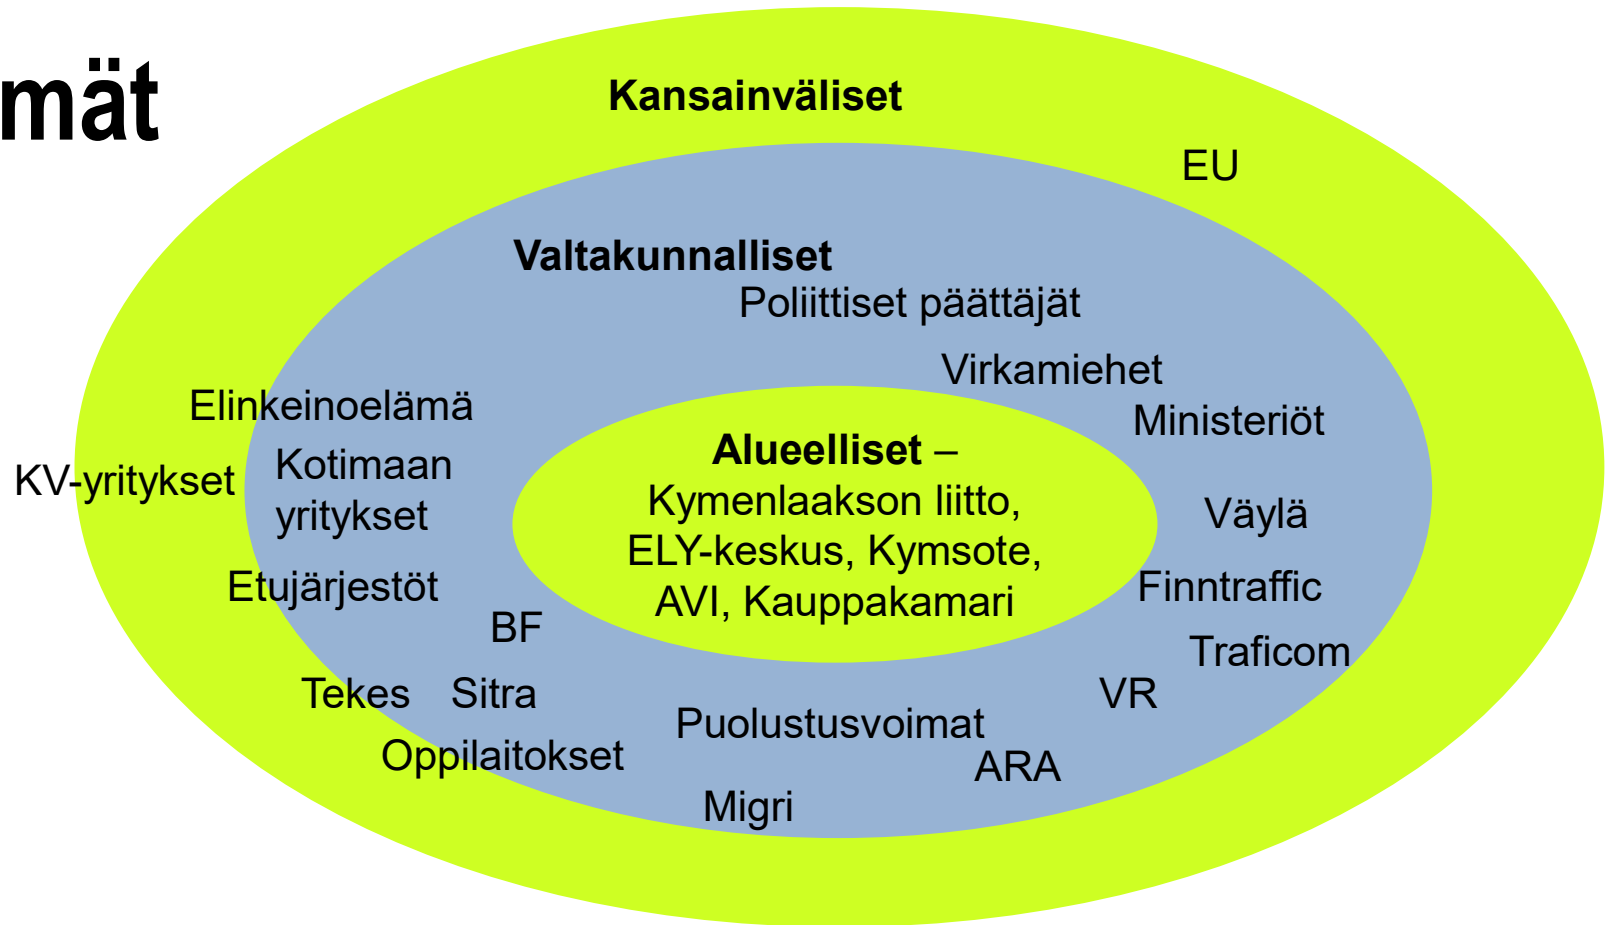 mät
Kansainväliset
EU
Valtakunnalliset
Poliittiset päättäjät
Virkamiehet
Elinkeinoelämä
Ministeriöt
KV-yritykset
Kotimaan
yritykset
Alueelliset –
Kymenlaakson liitto,
ELY-keskus, Kymsote,
AVI, Kauppakamari
Väylä
Etujärjestöt
Finntraffic
BF
Traficom
Tekes
Sitra
VR
Puolustusvoimat
Oppilaitokset
ARA
Migri